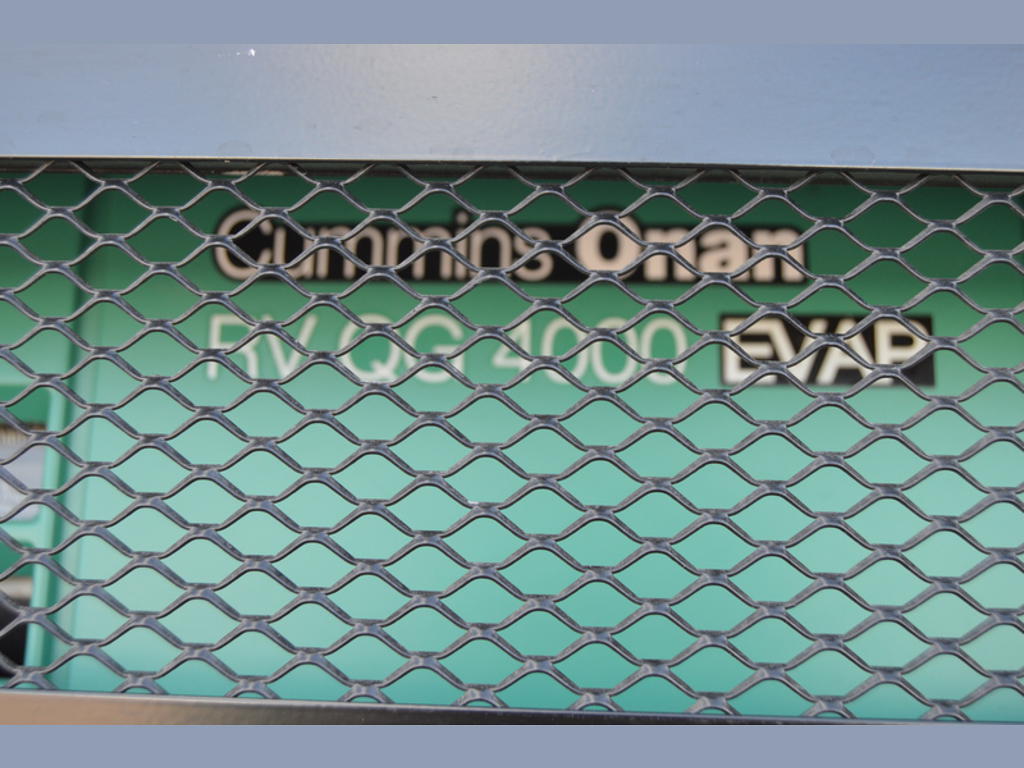 Cummins Onan
RV QG 4000 EVAP